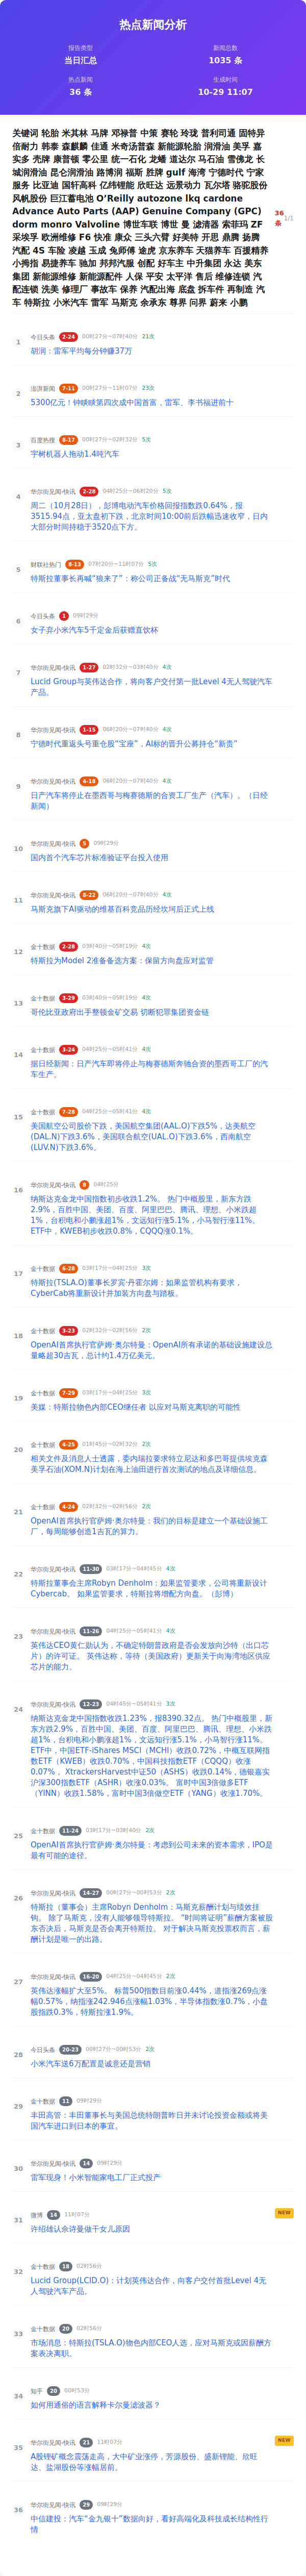 热点新闻分析
报告类型
新闻总数
当日汇总
1035 条
热点新闻
生成时间
36 条
10-29 11:07
关键词 轮胎 米其林 马牌 邓禄普 中策 赛轮 玲珑 普利司通 固特异
倍耐力 韩泰 森麒麟 佳通 米奇汤普森 新能源轮胎 润滑油 美孚 嘉
实多 壳牌 康普顿 零公里 统一石化 龙蟠 道达尔 马石油 雪佛龙 长
城润滑油 昆仑润滑油 路博润 福斯 胜牌 gulf 海湾 宁德时代 宁家
服务 比亚迪 国轩高科 亿纬锂能 欣旺达 远景动力 瓦尔塔 骆驼股份
风帆股份 巨江蓄电池 O’Reilly autozone lkq cardone
Advance Auto Parts (AAP) Genuine Company (GPC)
dorm monro Valvoline 博世车联 博世 曼 滤清器 索菲玛 ZF
采埃孚 欧洲维修 F6 快准 康众 三头六臂 好美特 开思 鼎腾 扬腾
汽配 4S 车险 凌越 玉成 兔师傅 途虎 京东养车 天猫养车 百援精养
小拇指 易捷养车 驰加 邦邦汽服 创配 好车主 中升集团 永达 美东
集团 新能源维修 新能源配件 人保 平安 太平洋 售后 维修连锁 汽
配连锁 洗美 修理厂 事故车 保养 汽配出海 底盘 拆车件 再制造 汽
车 特斯拉 小米汽车 雷军 马斯克 余承东 尊界 问界 蔚来 小鹏
36
条
1/1
1
今日头条 2-24 00时27分~07时40分 21次
胡润：雷军平均每分钟赚37万
2
澎湃新闻 7-11 00时27分~11时07分 23次
5300亿元！钟睒睒第四次成中国首富，雷军、李书福进前十
3
百度热搜 8-17 00时27分~02时32分 5次
宇树机器人拖动1.4吨汽车
4
华尔街见闻-快讯 2-28 04时25分~06时20分 5次
周二（10月28日），彭博电动汽车价格回报指数跌0.64%，报
3515.94点，亚太盘初下跌，北京时间10:00前后跌幅迅速收窄，日内
大部分时间持稳于3520点下方。
5
财联社热门 8-13 07时20分~11时07分 5次
特斯拉董事长再喊“狼来了”：称公司正备战“无马斯克”时代
6
今日头条 1 09时29分
女子弃小米汽车5千定金后获赠直饮杯
7
华尔街见闻-快讯 1-27 02时32分~03时40分 4次
Lucid Group与英伟达合作，将向客户交付第一批Level 4无人驾驶汽车
产品。
8
华尔街见闻-快讯 1-15 06时20分~07时40分 4次
宁德时代重返头号重仓股“宝座”，AI标的晋升公募持仓“新贵”
9
华尔街见闻-快讯 4-18 06时20分~07时40分 4次
日产汽车将停止在墨西哥与梅赛德斯的合资工厂生产（汽车）。（日经
新闻）
10
华尔街见闻-快讯 5 09时29分
国内首个汽车芯片标准验证平台投入使用
11
华尔街见闻-快讯 8-22 06时20分~07时40分 4次
马斯克旗下AI驱动的维基百科竞品历经坎坷后正式上线
12
金十数据 2-28 03时40分~05时19分 4次
特斯拉为Model 2准备备选方案：保留方向盘应对监管
13
金十数据 3-29 03时40分~05时19分 4次
哥伦比亚政府出手整顿金矿交易 切断犯罪集团资金链
14
金十数据 3-24 04时25分~05时41分 4次
据日经新闻：日产汽车即将停止与梅赛德斯奔驰合资的墨西哥工厂的汽
车生产。
15
金十数据 7-28 04时25分~05时41分 4次
美国航空公司股价下跌，美国航空集团(AAL.O)下跌5%，达美航空
(DAL.N)下跌3.6%，美国联合航空(UAL.O)下跌3.6%，西南航空
(LUV.N)下跌3.6%。
16
华尔街见闻-快讯 8 04时25分
纳斯达克金龙中国指数初步收跌1.2%。 热门中概股里，新东方跌
2.9%，百胜中国、美团、百度、阿里巴巴、腾讯、理想、小米跌超
1%，台积电和小鹏涨超1%，文远知行涨5.1%，小马智行涨11%。
ETF中，KWEB初步收跌0.8%，CQQQ涨0.1%。
17
金十数据 6-28 03时17分~04时25分 3次
特斯拉(TSLA.O)董事长罗宾·丹霍尔姆：如果监管机构有要求，
CyberCab将重新设计并加装方向盘与踏板。
18
金十数据 3-23 02时32分~02时56分 2次
OpenAI首席执行官萨姆·奥尔特曼：OpenAI所有承诺的基础设施建设总
量略超30吉瓦，总计约1.4万亿美元。
19
金十数据 7-29 03时17分~04时25分 3次
美媒：特斯拉物色内部CEO继任者 以应对马斯克离职的可能性
20
金十数据 4-25 01时45分~02时32分 2次
相关文件及消息人士透露，委内瑞拉要求特立尼达和多巴哥提供埃克森
美孚石油(XOM.N)计划在海上油田进行首次测试的地点及详细信息。
21
金十数据 4-24 02时32分~02时56分 2次
OpenAI首席执行官萨姆·奥尔特曼：我们的目标是建立一个基础设施工
厂，每周能够创造1吉瓦的算力。
22
华尔街见闻-快讯 11-30 03时17分~04时45分 4次
特斯拉董事会主席Robyn Denholm：如果监管要求，公司将重新设计
Cybercab。 如果监管要求，特斯拉将增配方向盘。（彭博）
23
华尔街见闻-快讯 11-26 04时25分~05时41分 4次
英伟达CEO黄仁勋认为，不确定特朗普政府是否会发放向沙特（出口芯
片）的许可证。 英伟达称，等待（美国政府）更新关于向海湾地区供应
芯片的能力。
24
华尔街见闻-快讯 12-23 04时45分~05时41分 3次
纳斯达克金龙中国指数收跌1.23%，报8390.32点。 热门中概股里，新
东方跌2.9%，百胜中国、美团、百度、阿里巴巴、腾讯、理想、小米跌
超1%，台积电和小鹏涨超1%，文远知行涨5.1%，小马智行涨11%。
ETF中，中国ETF-iShares MSCI（MCHI）收跌0.72%，中概互联网指
数ETF（KWEB）收跌0.70%，中国科技指数ETF（CQQQ）收涨
0.07% 。XtrackersHarvest中证50（ASHS）收跌0.14%，德银嘉实
沪深300指数ETF（ASHR）收涨0.03%。 富时中国3倍做多ETF
（YINN）收跌1.58%，富时中国3倍做空ETF（YANG）收涨1.70%。
25
金十数据 11-24 03时17分~03时40分 2次
OpenAI首席执行官萨姆·奥尔特曼：考虑到公司未来的资本需求，IPO是
最有可能的途径。
26
华尔街见闻-快讯 14-27 00时27分~00时53分 2次
特斯拉（董事会）主席Robyn Denholm：马斯克薪酬计划与绩效挂
钩。 除了马斯克，没有人能够领导特斯拉。 “时间将证明”薪酬方案被股
东否决后，马斯克是否会离开特斯拉。 对于解决马斯克投票权而言，薪
酬计划是唯一的出路。
27
华尔街见闻-快讯 16-20 04时25分~04时45分 2次
英伟达涨幅扩大至5%。 标普500指数目前涨0.44%，道指涨269点涨
幅0.57%，纳指涨242.946点涨幅1.03%，半导体指数涨0.7%，小盘
股指跌0.3%，特斯拉涨1.9%。
28
今日头条 20-23 00时27分~00时53分 2次
小米汽车送6万配置是诚意还是营销
29
金十数据 11 09时29分
丰田高管：丰田董事长与美国总统特朗普昨日并未讨论投资金额或将美
国汽车进口到日本的事宜。
30
华尔街见闻-快讯 14 09时29分
雷军现身！小米智能家电工厂正式投产
31
微博 14 11时07分
NEW
许绍雄认佘诗曼做干女儿原因
32
金十数据 18 02时56分
Lucid Group(LCID.O)：计划英伟达合作，向客户交付首批Level 4无
人驾驶汽车产品。
33
金十数据 20 02时56分
市场消息：特斯拉(TSLA.O)物色内部CEO人选，应对马斯克或因薪酬方
案表决离职。
34
知乎 20 00时53分
如何用通俗的语言解释卡尔曼滤波器？
35
华尔街见闻-快讯 21 11时07分
NEW
A股锂矿概念震荡走高，大中矿业涨停，芳源股份、盛新锂能、欣旺
达、盐湖股份等涨幅居前。
36
华尔街见闻-快讯 29 09时29分
中信建投：汽车“金九银十”数据向好，看好高端化及科技成长结构性行
情